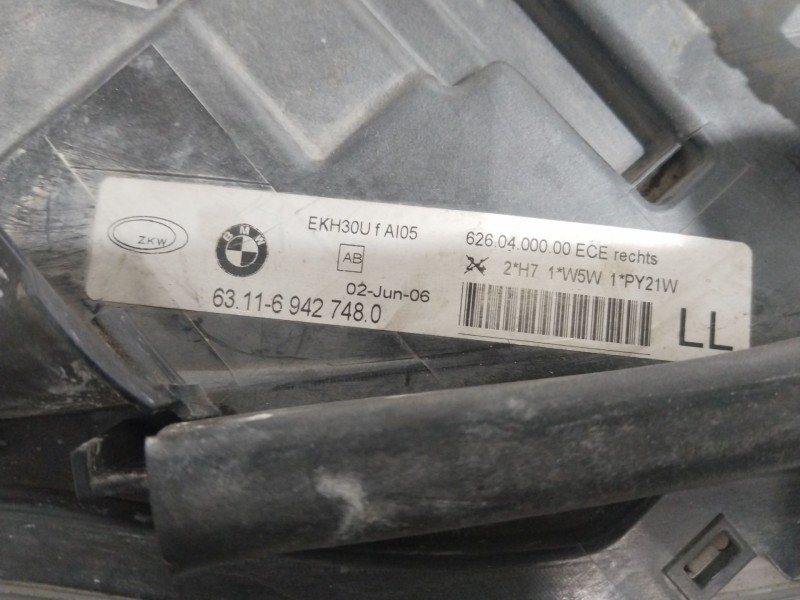 ZKW
BMW
EKH30U f AI05
AB
02-Jun-06
63.11-6 942 748.0
626.04.000.00 ECE rechts
2*H7 1*W5W 1*PY21W
LL